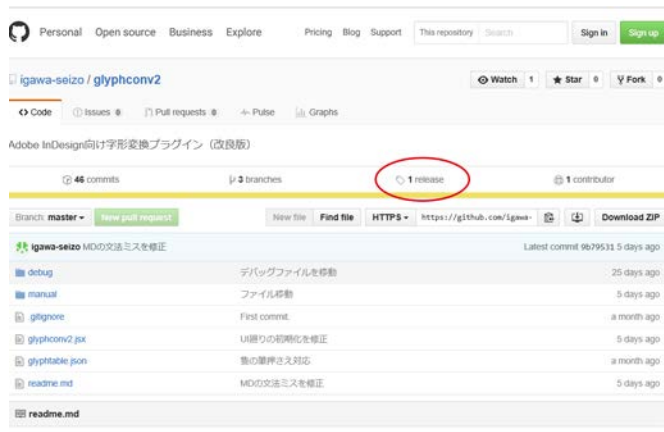 Personal Open source Business Explore Pricing Blog Support This repository Search Sign in Sign up
igawa-seizo / glyphconv2 Watch 1 Star 0 Fork 0
Code Issues 0 Pull requests 0 Pulse Graphs
Adobe InDesign向け字形変換プラグイン（改良版）
46 commits 3 branches 1 release 1 contributor
Branch: master New pull request New file Find file HTTPS https://github.com/igawa- Download ZIP
igawa-seizo MDの文法ミスを修正 Latest commit 9b79531 5 days ago
debug デバッグファイルを移動 25 days ago
manual ファイル移動 5 days ago
.gitignore First commit. a month ago
glyphconv2.jsx UI廻りの初期化を修正 5 days ago
glyphtable.json 筆押さえ対応 a month ago
readme.md MDの文法ミスを修正 5 days ago
readme.md